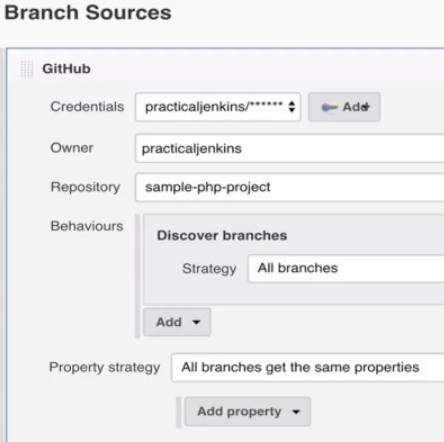 Branch Sources
GitHub
Credentials practicaljenkins/****** Add
Owner practicaljenkins
Repository sample-php-project
Behaviours
Discover branches
Strategy All branches
Add
Property strategy All branches get the same properties
Add property